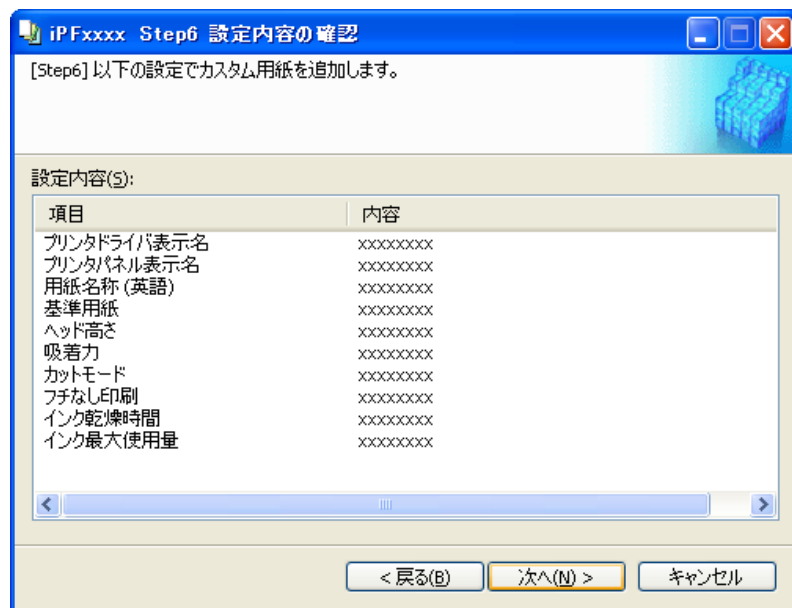 iPFxxxx Step6 設定内容の確認
[Step6] 以下の設定でカスタム用紙を追加します。
設定内容(S):
項目 内容
プリンタドライバ表示名 xxxxxxxx
プリンタパネル表示名 xxxxxxxx
用紙名称 (英語) xxxxxxxx
基準用紙 xxxxxxxx
ヘッド高さ xxxxxxxx
吸着力 xxxxxxxx
カットモード xxxxxxxx
フチなし印刷 xxxxxxxx
インク乾燥時間 xxxxxxxx
インク最大使用量 xxxxxxxx
< 戻る(B) 次へ(N) > キャンセル